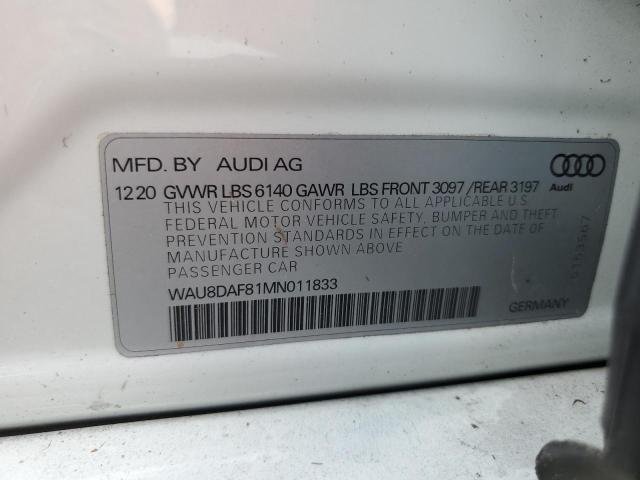 MFD. BY AUDI AG
Audi
12 20 GVWR LBS 6140 GAWR LBS FRONT 3097 /REAR 3197
THIS VEHICLE CONFORMS TO ALL APPLICABLE U.S.
FEDERAL MOTOR VEHICLE SAFETY, BUMPER AND THEFT
PREVENTION STANDARDS IN EFFECT ON THE DATE OF
MANUFACTURE SHOWN ABOVE
PASSENGER CAR
WAU8DAF81MN011833
GERMANY